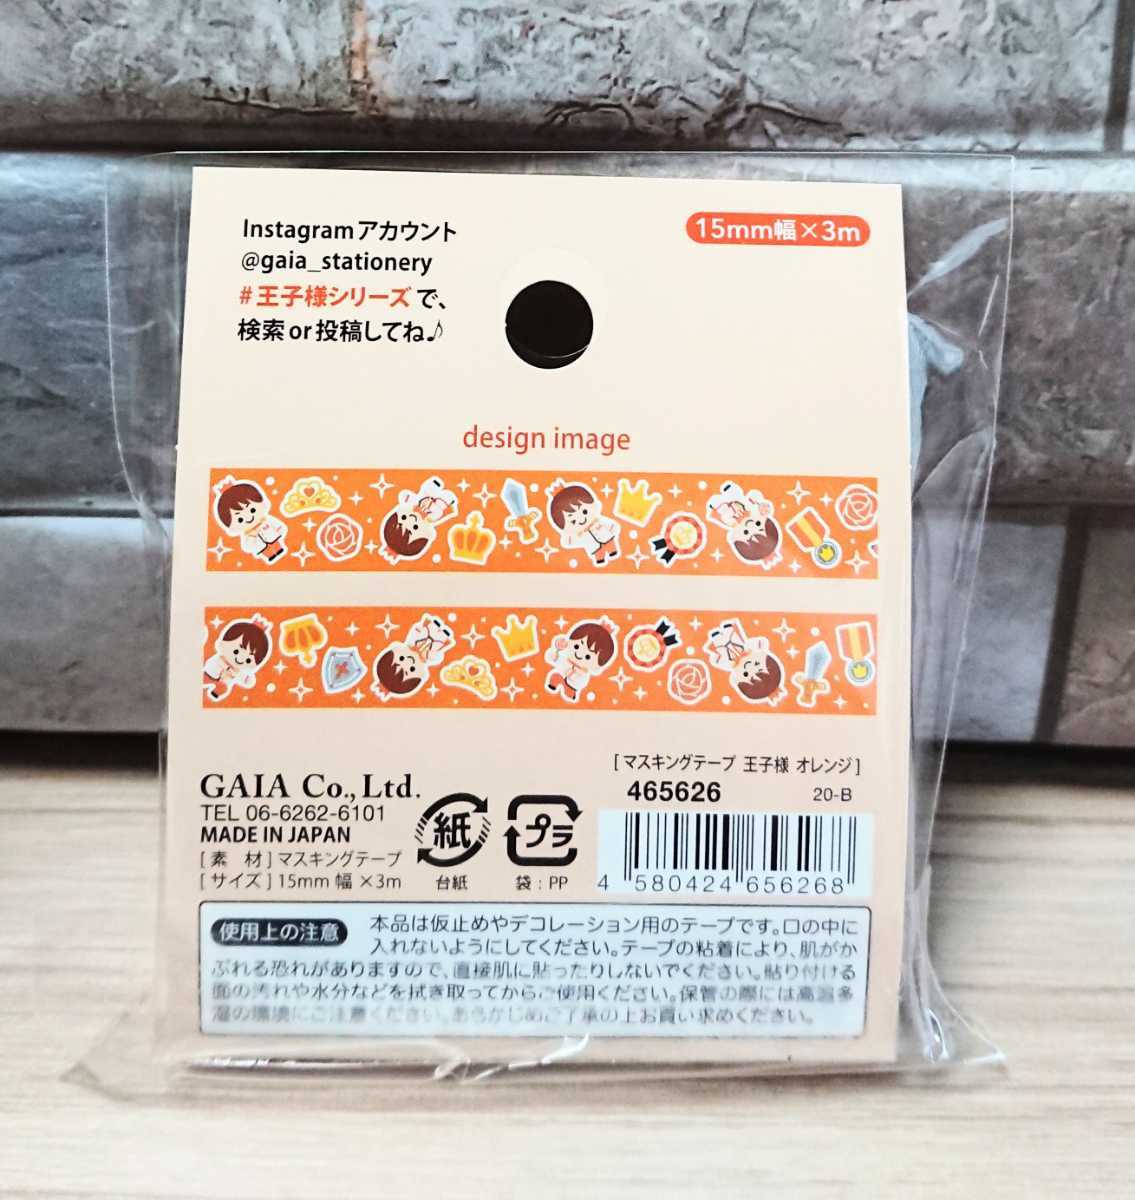 Instagramアカウント
@gaia_stationery
#王子様シリーズで、
検索or投稿してね♪
15mm幅×3m
design image
GAIA Co., Ltd.
TEL 06-6262-6101
MADE IN JAPAN
[素 材]マスキングテープ
[サイズ]15mm 幅 ×3m
紙
台紙
プラ
袋：PP
[マスキングテープ 王子様 オレンジ]
465626
20-B
4 580424 656268
使用上の注意 本品は仮止めやデコレーション用のテープです。口の中に
入れないようにしてください。テープの粘着により、肌がか
ぶれる恐れがありますので、直接肌に貼ったりしないでください。貼り付ける
面の汚れや水分などを拭き取ってからご使用ください。保管の際には高温多
湿の環境にご注意ください。あらかじめご了承の上お買い求めください。